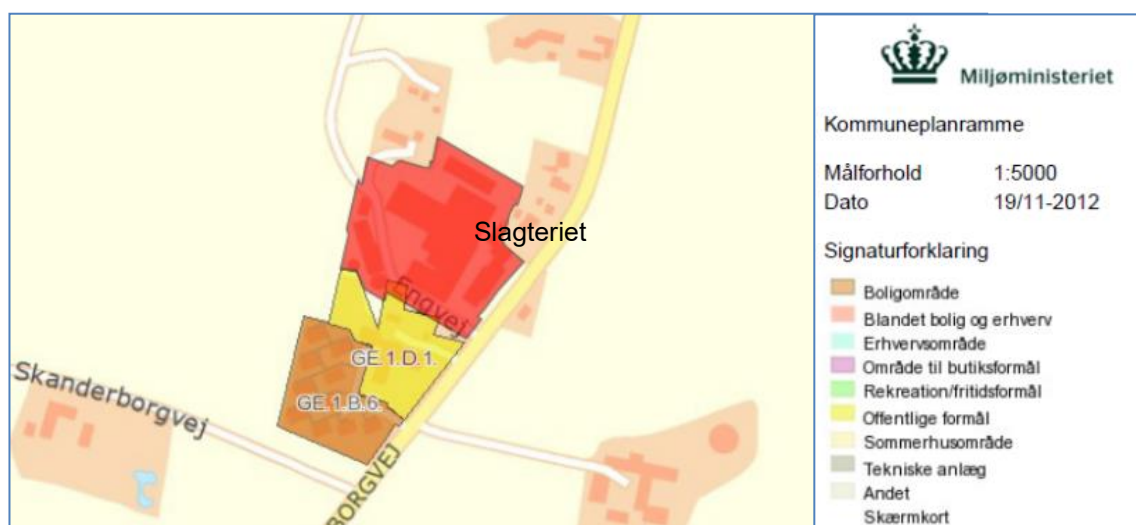 Slagteriet
Engvej
GE.1.D.1.
GE.1.B.6.
Skanderborgvej
BORGVEJ
Miljøministeriet
Kommuneplanramme
Målforhold 1:5000
Dato 19/11-2012
Signaturforklaring
Boligområde
Blandet bolig og erhverv
Erhvervsområde
Område til butiksformål
Rekreation/fritidsformål
Offentlige formål
Sommerhusområde
Tekniske anlæg
Andet
Skærmkort